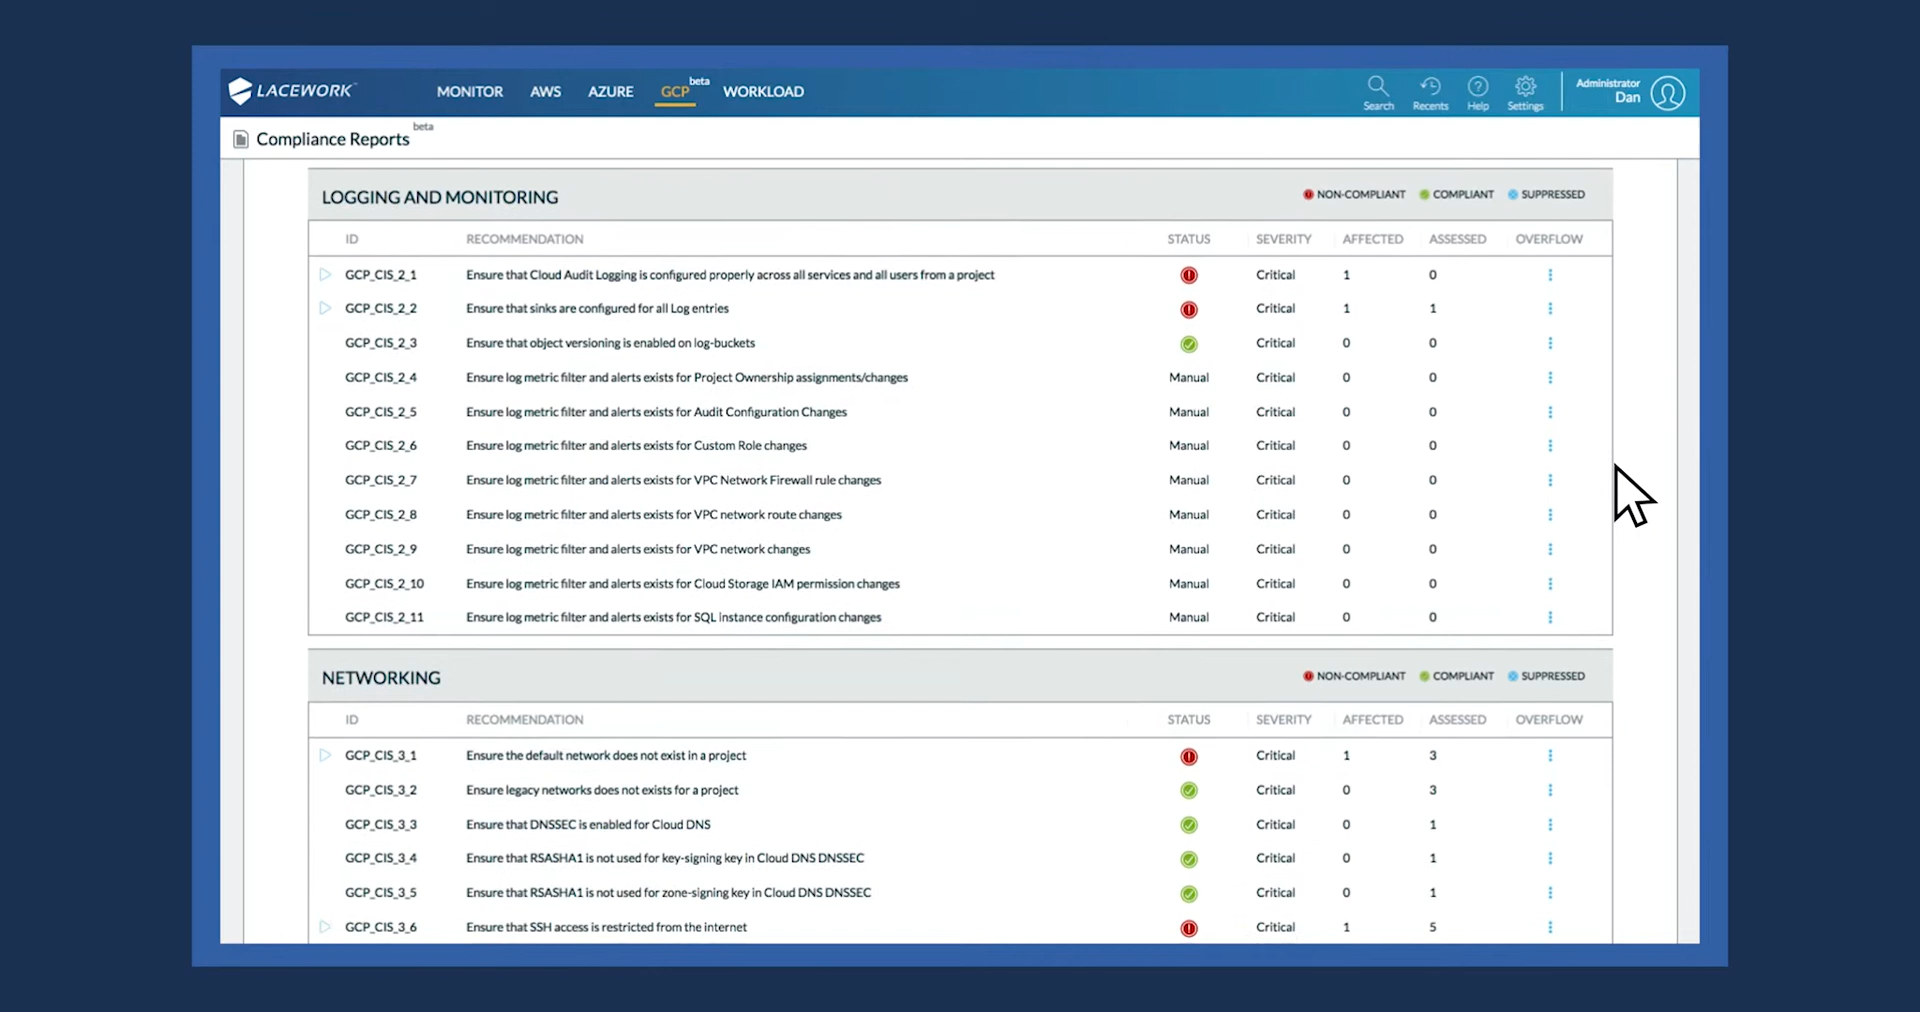 LACEWORK™ MONITOR AWS AZURE GCP beta WORKLOAD Search Recents Help Settings Administrator Dan
Compliance Reports beta
LOGGING AND MONITORING NON-COMPLIANT COMPLIANT SUPPRESSED
ID RECOMMENDATION STATUS SEVERITY AFFECTED ASSESSED OVERFLOW
GCP_CIS_2_1 Ensure that Cloud Audit Logging is configured properly across all services and all users from a project Critical 1 0
GCP_CIS_2_2 Ensure that sinks are configured for all Log entries Critical 1 1
GCP_CIS_2_3 Ensure that object versioning is enabled on log-buckets Critical 0 0
GCP_CIS_2_4 Ensure log metric filter and alerts exists for Project Ownership assignments/changes Manual Critical 0 0
GCP_CIS_2_5 Ensure log metric filter and alerts exists for Audit Configuration Changes Manual Critical 0 0
GCP_CIS_2_6 Ensure log metric filter and alerts exists for Custom Role changes Manual Critical 0 0
GCP_CIS_2_7 Ensure log metric filter and alerts exists for VPC Network Firewall rule changes Manual Critical 0 0
GCP_CIS_2_8 Ensure log metric filter and alerts exists for VPC network route changes Manual Critical 0 0
GCP_CIS_2_9 Ensure log metric filter and alerts exists for VPC network changes Manual Critical 0 0
GCP_CIS_2_10 Ensure log metric filter and alerts exists for Cloud Storage IAM permission changes Manual Critical 0 0
GCP_CIS_2_11 Ensure log metric filter and alerts exists for SQL instance configuration changes Manual Critical 0 0
NETWORKING NON-COMPLIANT COMPLIANT SUPPRESSED
ID RECOMMENDATION STATUS SEVERITY AFFECTED ASSESSED OVERFLOW
GCP_CIS_3_1 Ensure the default network does not exist in a project Critical 1 3
GCP_CIS_3_2 Ensure legacy networks does not exists for a project Critical 0 3
GCP_CIS_3_3 Ensure that DNSSEC is enabled for Cloud DNS Critical 0 1
GCP_CIS_3_4 Ensure that RSASHA1 is not used for key-signing key in Cloud DNS DNSSEC Critical 0 1
GCP_CIS_3_5 Ensure that RSASHA1 is not used for zone-signing key in Cloud DNS DNSSEC Critical 0 1
GCP_CIS_3_6 Ensure that SSH access is restricted from the internet Critical 1 5